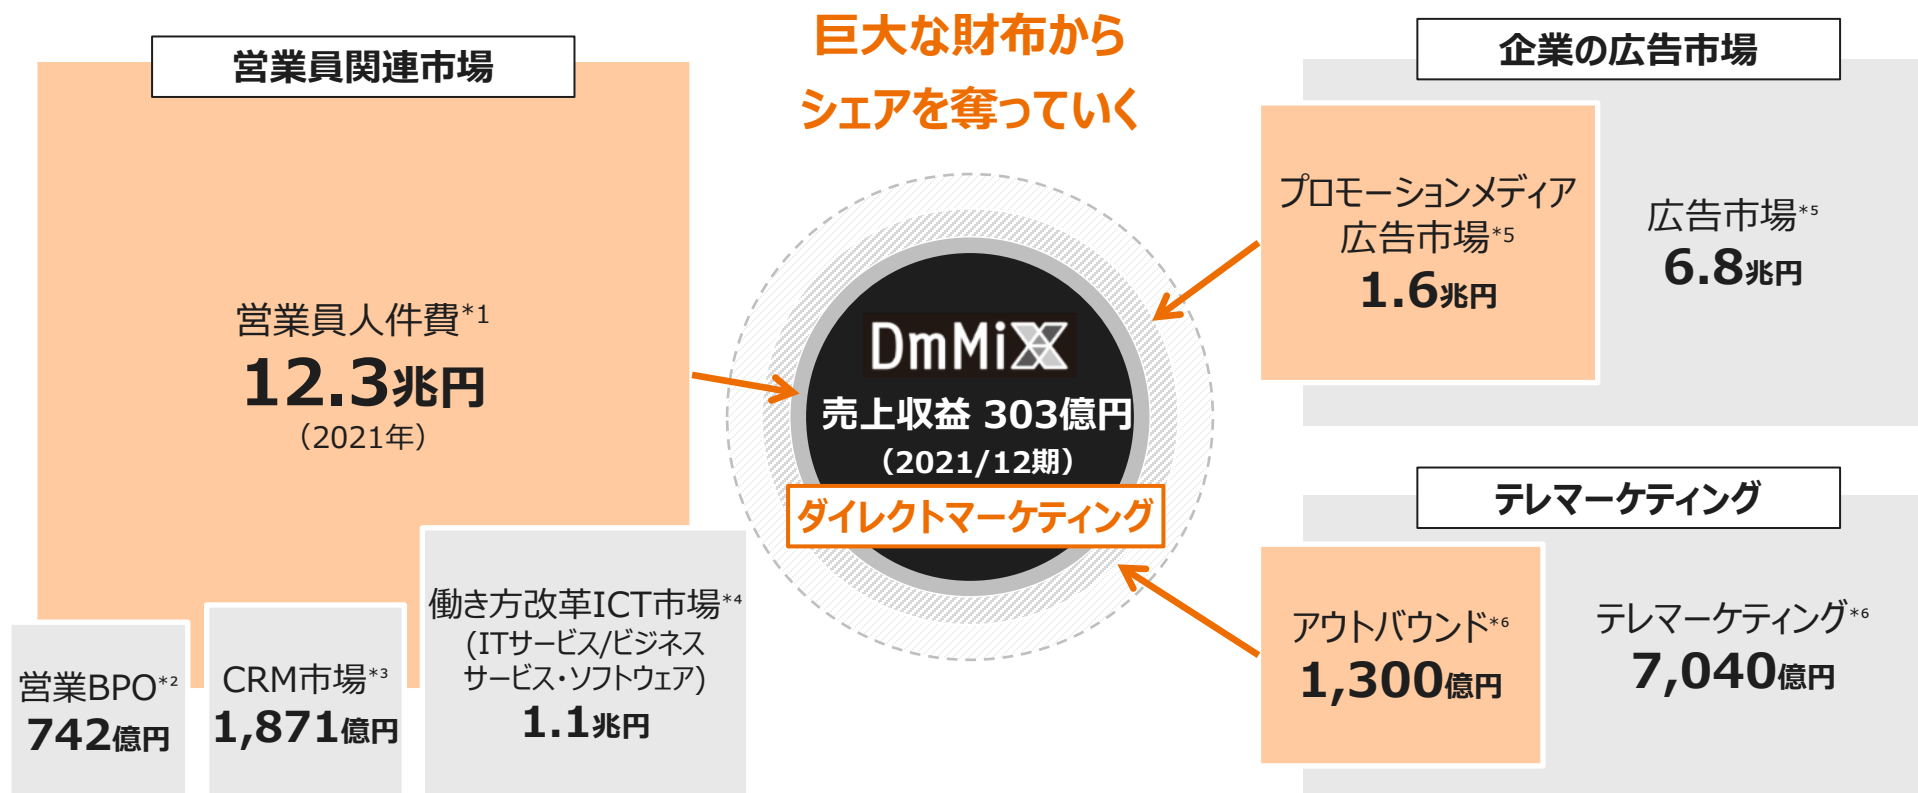 巨大な財布から
シェアを奪っていく
営業員関連市場
営業員人件費*1
12.3兆円
（2021年）
営業BPO*2
742億円
CRM市場*3
1,871億円
働き方改革ICT市場*4
(ITサービス/ビジネス
サービス・ソフトウェア)
1.1兆円
DmMiX
売上収益 303億円
（2021/12期）
ダイレクトマーケティング
企業の広告市場
プロモーションメディア
広告市場*5
1.6兆円
広告市場*5
6.8兆円
テレマーケティング
アウトバウンド*6
1,300億円
テレマーケティング*6
7,040億円